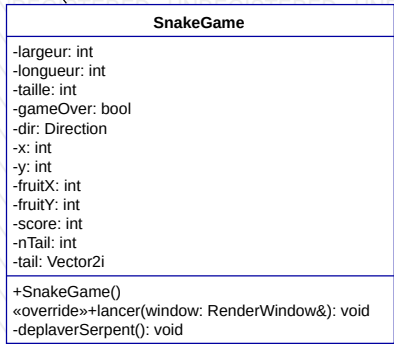 SnakeGame
-largeur: int
-longueur: int
-taille: int
-gameOver: bool
-dir: Direction
-x: int
-y: int
-fruitX: int
-fruitY: int
-score: int
-nTail: int
-tail: Vector2i
+SnakeGame()
«override»+lancer(window: RenderWindow&): void
-deplaverSerpent(): void